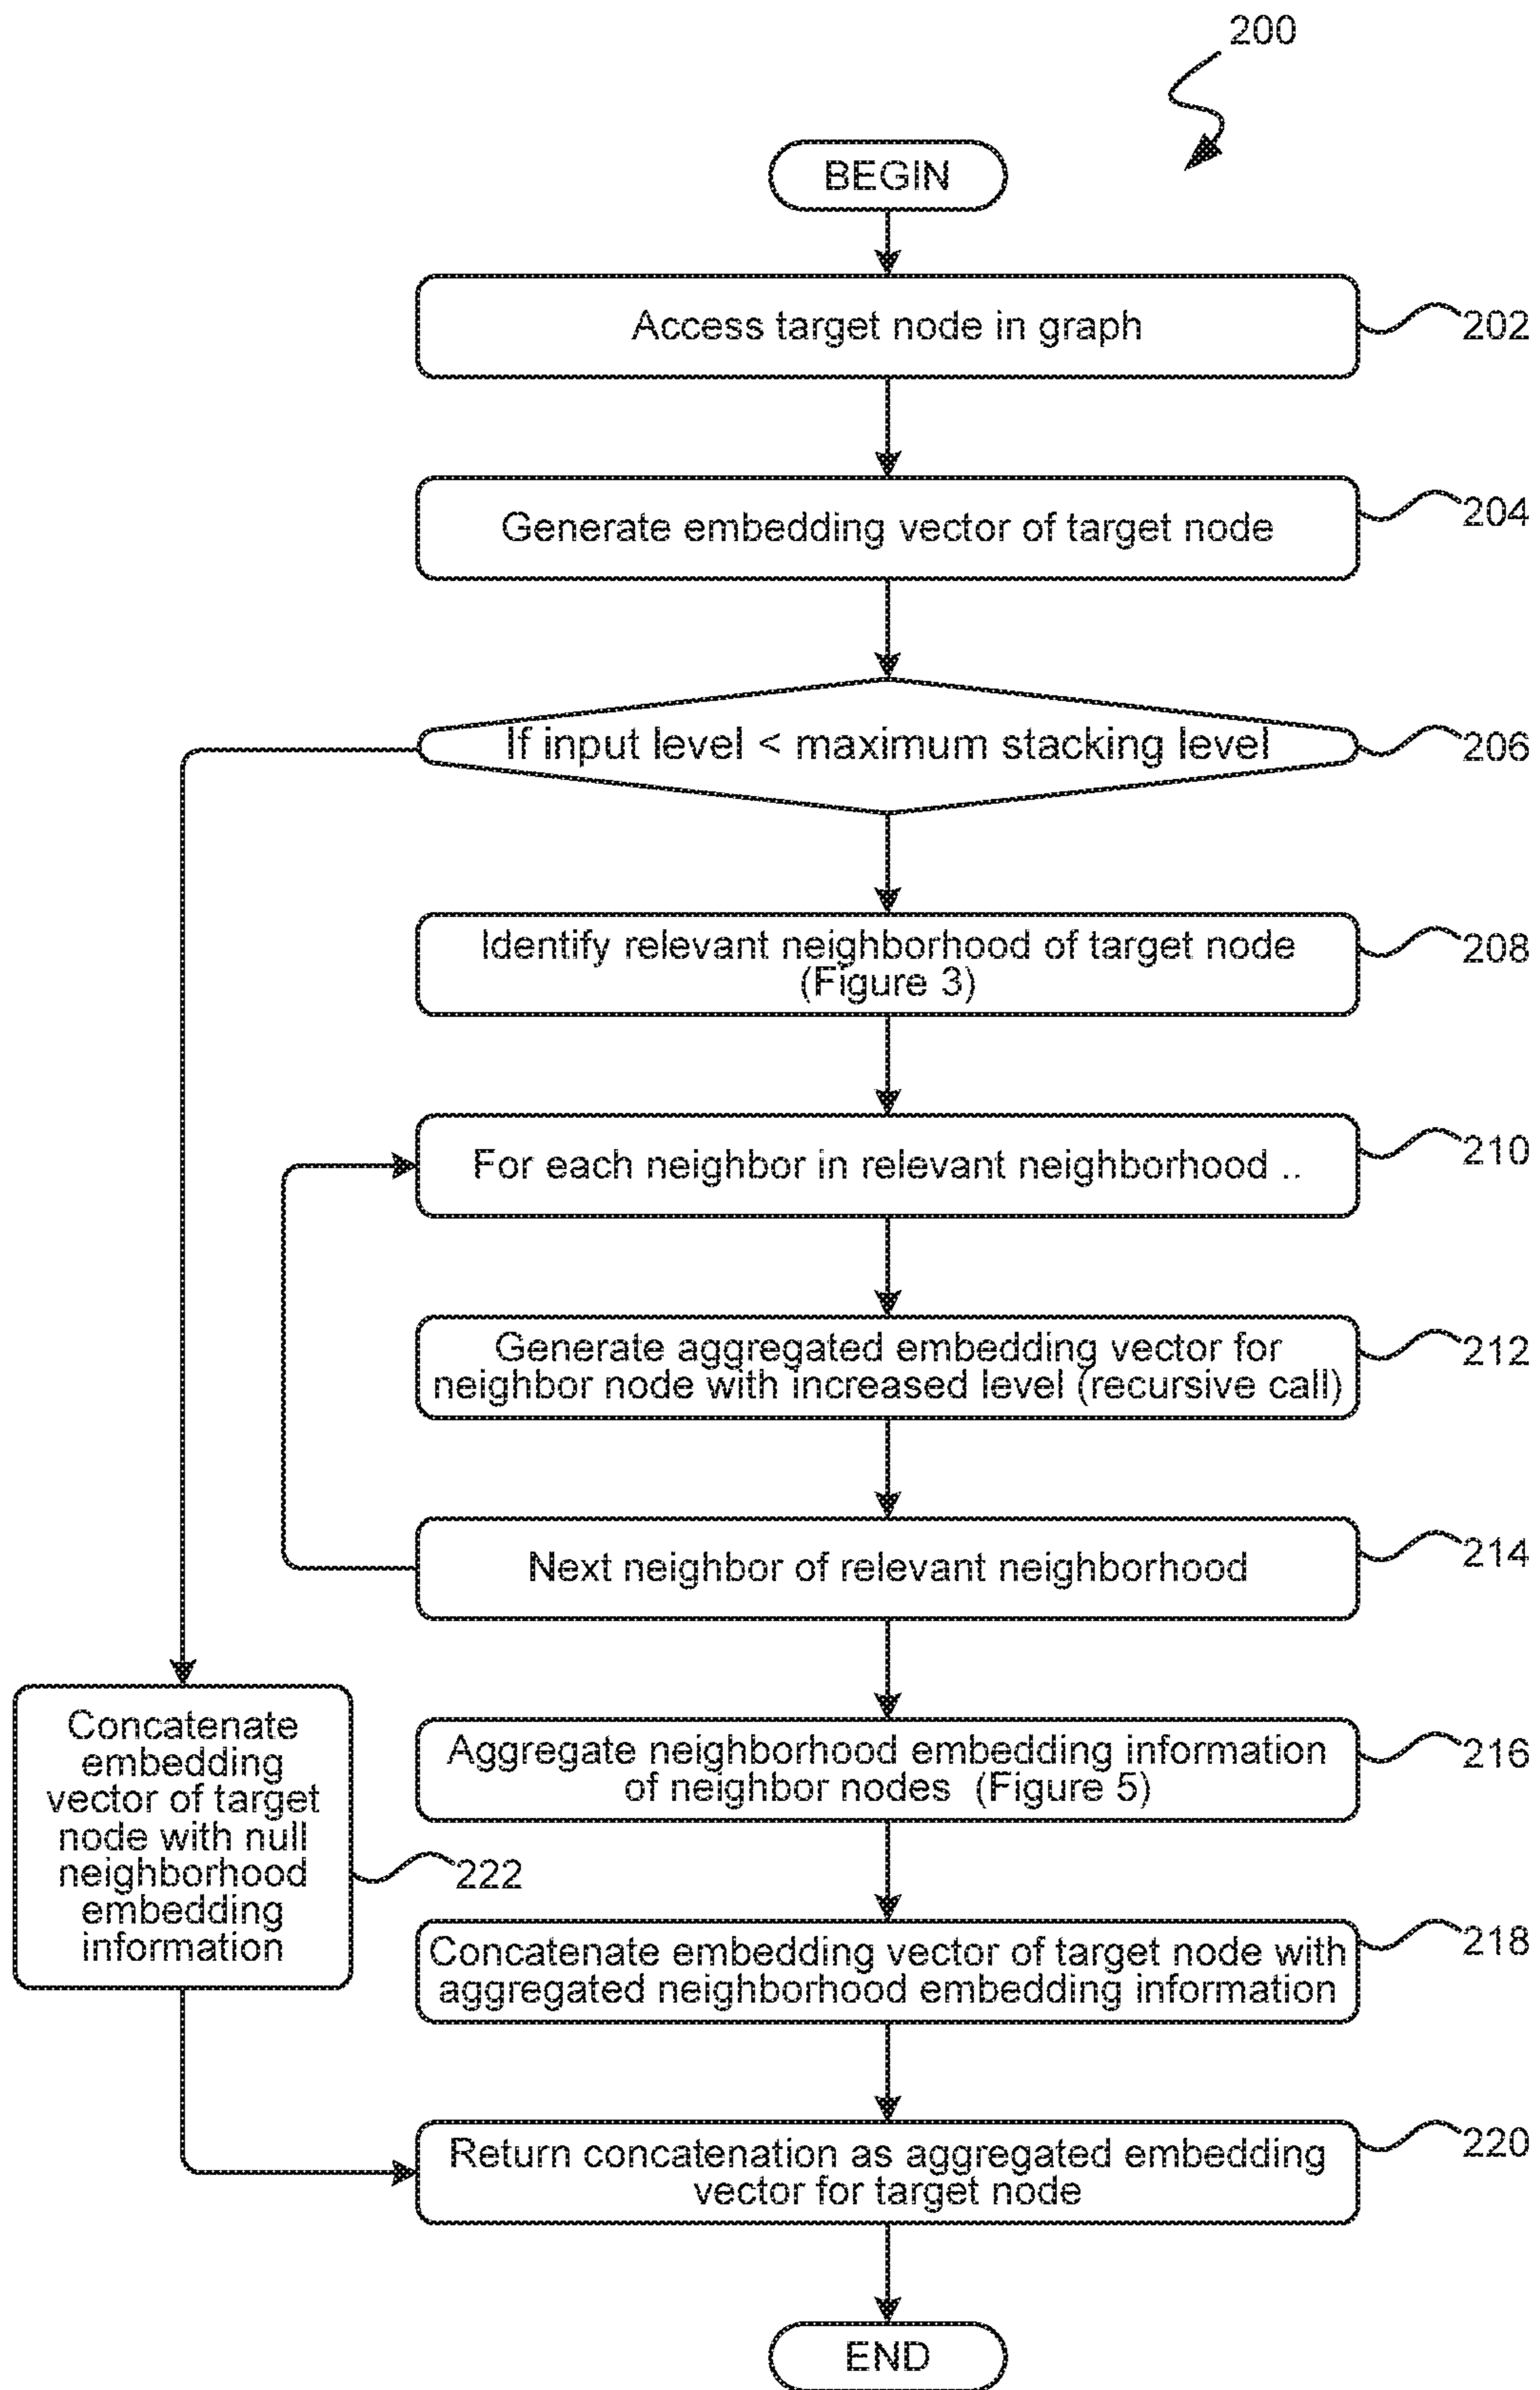 200
BEGIN
Access target node in graph
202
Generate embedding vector of target node
204
If input level < maximum stacking level
206
Identify relevant neighborhood of target node
(Figure 3)
208
For each neighbor in relevant neighborhood ..
210
Generate aggregated embedding vector for
neighbor node with increased level (recursive call)
212
Next neighbor of relevant neighborhood
214
Aggregate neighborhood embedding information
of neighbor nodes (Figure 5)
216
Concatenate
embedding
vector of target
node with null
neighborhood
embedding
information
222
Concatenate embedding vector of target node with
aggregated neighborhood embedding information
218
Return concatenation as aggregated embedding
vector for target node
220
END